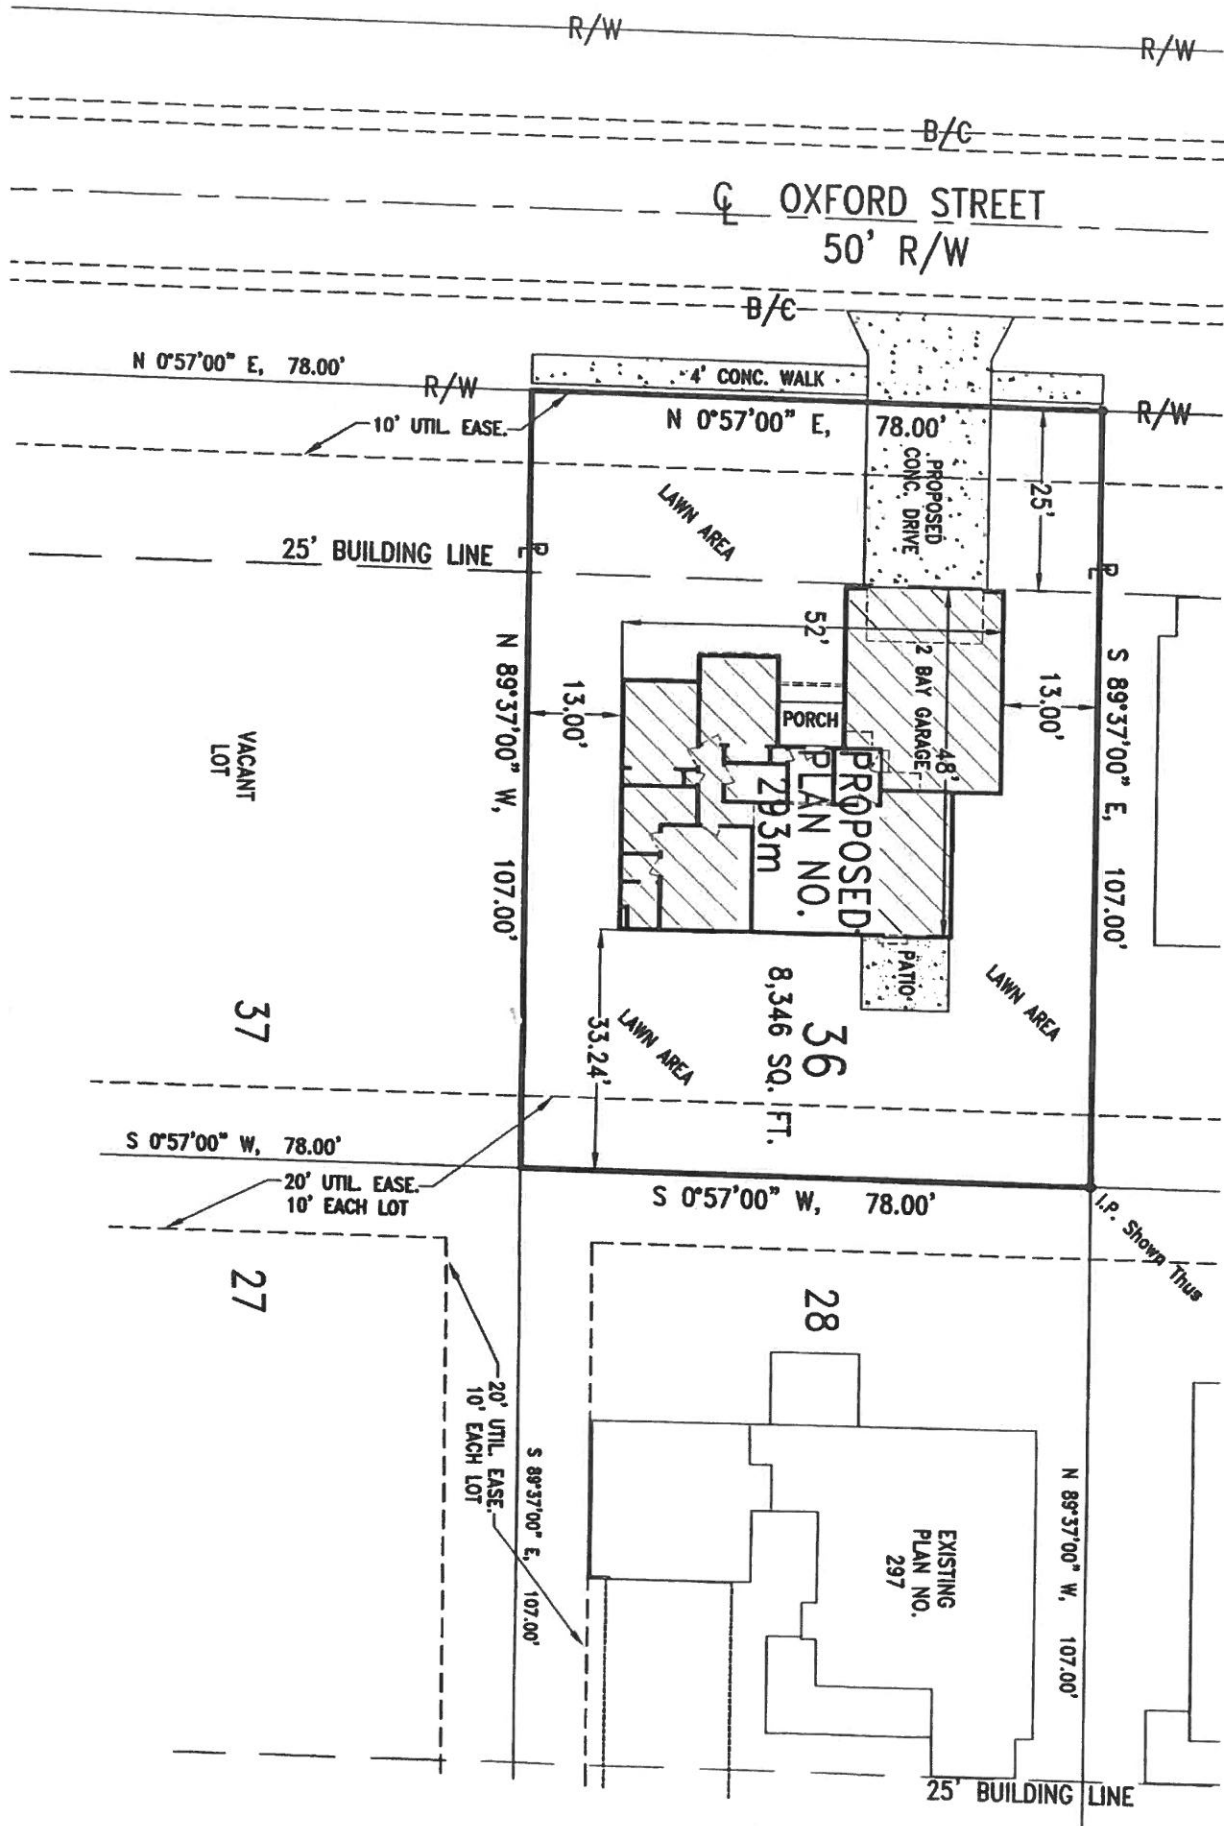 R/W
R/W
B/C
℄ OXFORD STREET
50' R/W
B/C
N 0°57'00" E, 78.00'
R/W
4' CONC. WALK
R/W
10' UTIL. EASE.
N 0°57'00" E, 78.00'
PROPOSED
CONC. DRIVE
25'
LAWN AREA
25' BUILDING LINE
PL
PL
52'
2 BAY GARAGE
48'
13.00'
13.00'
PORCH
S 89°37'00" E, 107.00'
N 89°37'00" W, 107.00'
VACANT
LOT
PROPOSED
PLAN NO.
293m
PATIO
LAWN AREA
LAWN AREA
33.24'
36
8,346 SQ. FT.
37
S 0°57'00" W, 78.00'
20' UTIL. EASE.
10' EACH LOT
S 0°57'00" W, 78.00'
I.P. Shown Thus
27
28
20' UTIL. EASE.
10' EACH LOT
S 89°37'00" E, 107.00'
EXISTING
PLAN NO.
297
N 89°37'00" W, 107.00'
25' BUILDING LINE